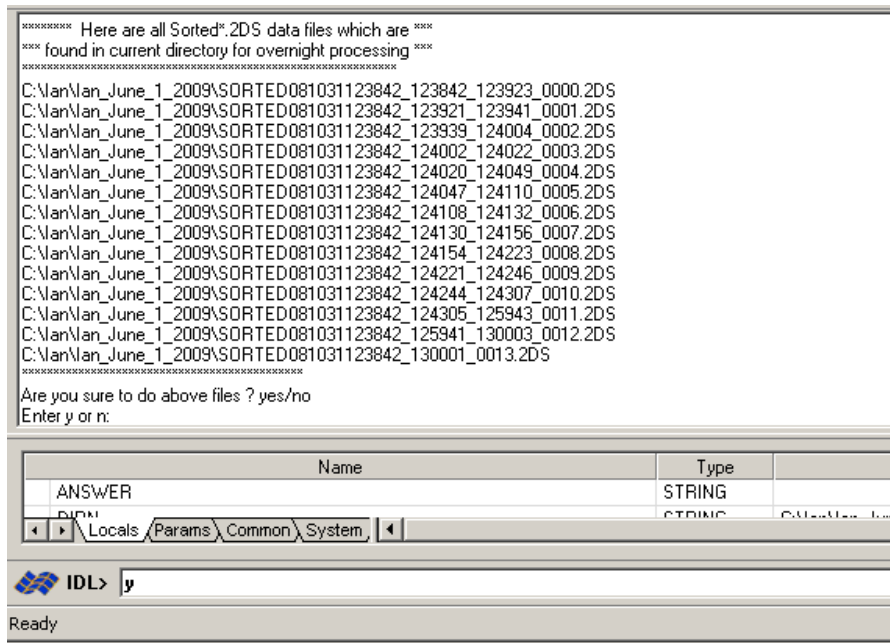 ******** Here are all Sorted*.2DS data files which are ***
*** found in current directory for overnight processing ***
************************************************************
C:\Ian\Ian_June_1_2009\SORTED081031123842_123842_123923_0000.2DS
C:\Ian\Ian_June_1_2009\SORTED081031123842_123921_123941_0001.2DS
C:\Ian\Ian_June_1_2009\SORTED081031123842_123939_124004_0002.2DS
C:\Ian\Ian_June_1_2009\SORTED081031123842_124002_124022_0003.2DS
C:\Ian\Ian_June_1_2009\SORTED081031123842_124020_124049_0004.2DS
C:\Ian\Ian_June_1_2009\SORTED081031123842_124047_124110_0005.2DS
C:\Ian\Ian_June_1_2009\SORTED081031123842_124108_124132_0006.2DS
C:\Ian\Ian_June_1_2009\SORTED081031123842_124130_124156_0007.2DS
C:\Ian\Ian_June_1_2009\SORTED081031123842_124154_124223_0008.2DS
C:\Ian\Ian_June_1_2009\SORTED081031123842_124221_124246_0009.2DS
C:\Ian\Ian_June_1_2009\SORTED081031123842_124244_124307_0010.2DS
C:\Ian\Ian_June_1_2009\SORTED081031123842_124305_125943_0011.2DS
C:\Ian\Ian_June_1_2009\SORTED081031123842_125941_130003_0012.2DS
C:\Ian\Ian_June_1_2009\SORTED081031123842_130001_0013.2DS
*********************************************
Are you sure to do above files ? yes/no
Enter y or n:
Name Type
ANSWER STRING
Locals Params Common System
IDL> y
Ready